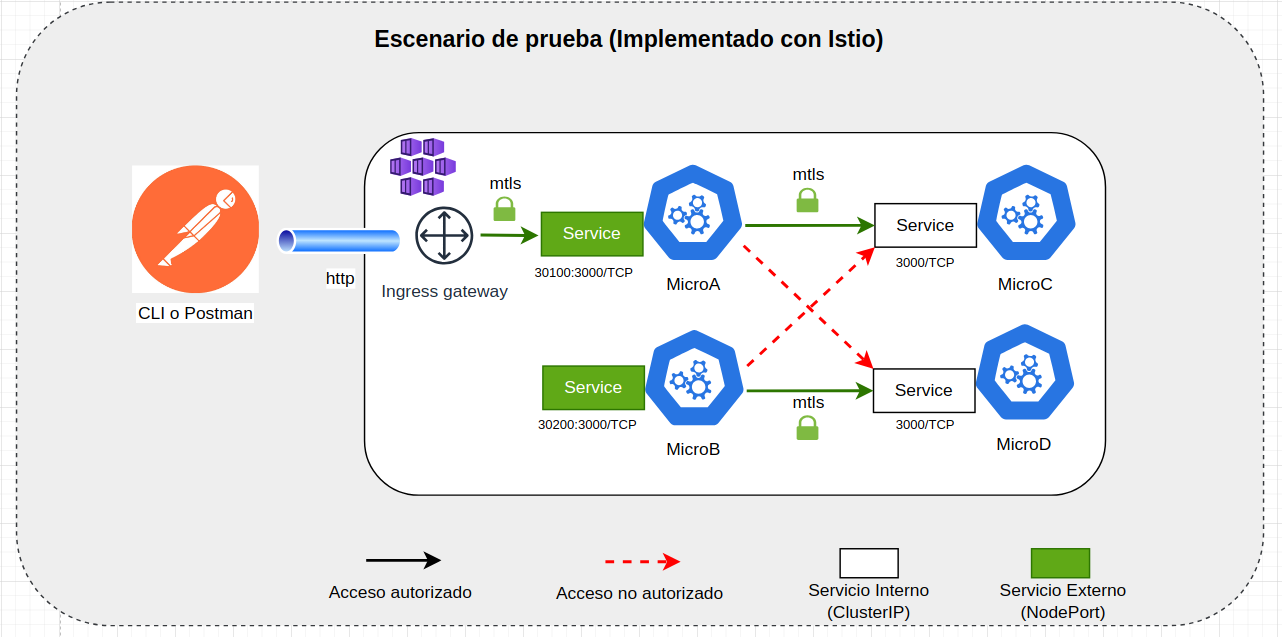 Escenario de prueba (Implementado con Istio)
mtls
mtls
Service
Service
30100:3000/TCP
3000/TCP
http
Ingress gateway
MicroA
MicroC
CLI o Postman
Service
Service
30200:3000/TCP
mtls
3000/TCP
MicroB
MicroD
Acceso autorizado
Acceso no autorizado
Servicio Interno
(ClusterIP)
Servicio Externo
(NodePort)